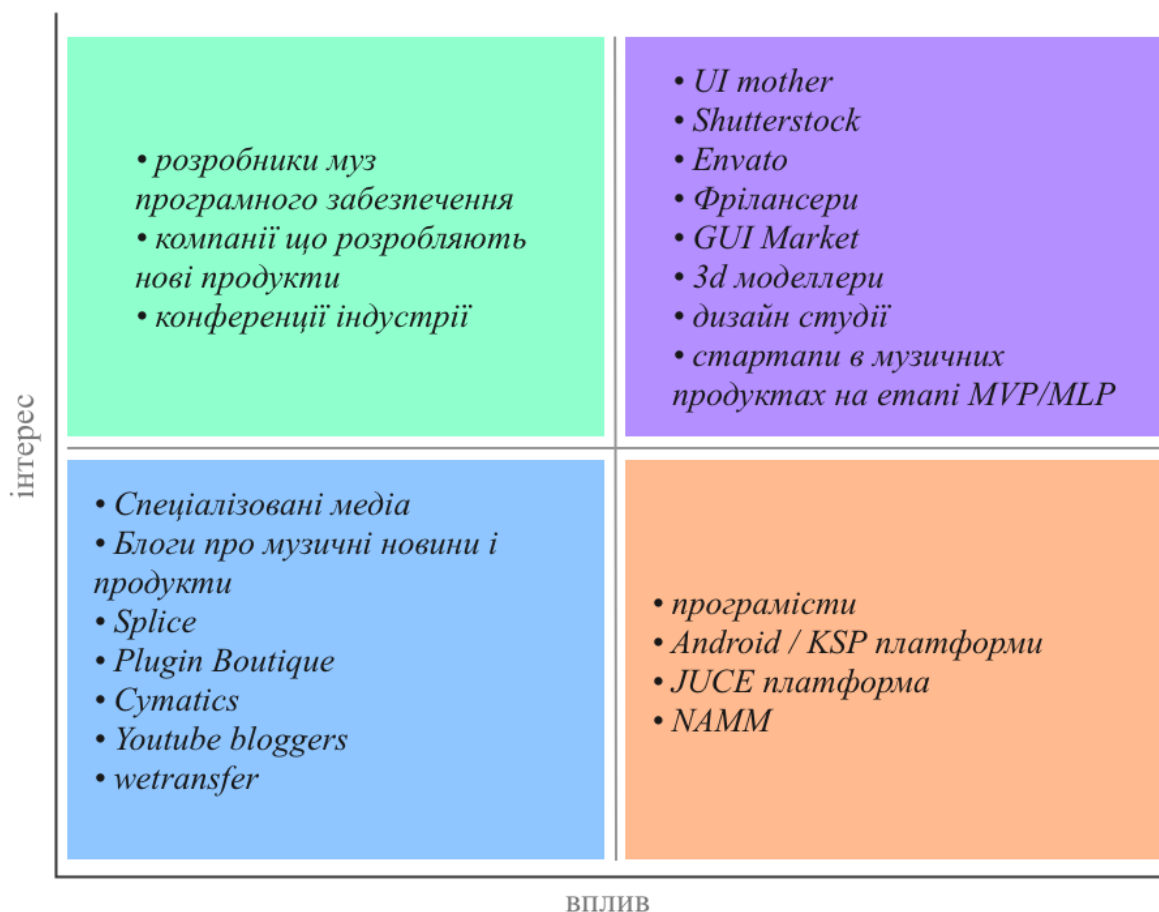 • розробники муз
програмного забезпечення
• компанії що розробляють
нові продукти
• конференції індустрії
• UI mother
• Shutterstock
• Envato
• Фрілансери
• GUI Market
• 3d моделлери
• дизайн студії
• стартапи в музичних
продуктах на етапі MVP/MLP
інтерес
• Спеціалізовані медіа
• Блоги про музичні новини і
продукти
• Splice
• Plugin Boutique
• Cymatics
• Youtube bloggers
• wetransfer
• програмісти
• Android / KSP платформи
• JUCE платформа
• NAMM
вплив